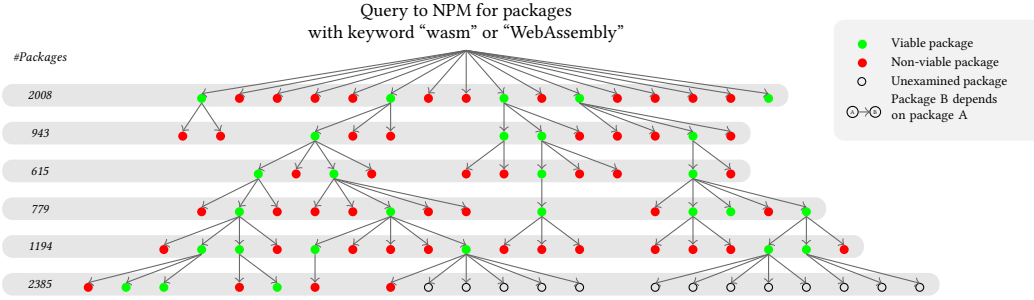 Query to NPM for packages
with keyword “wasm” or “WebAssembly”
#Packages
2008
943
615
779
1194
2385
Viable package
Non-viable package
Unexamined package
A B Package B depends
on package A